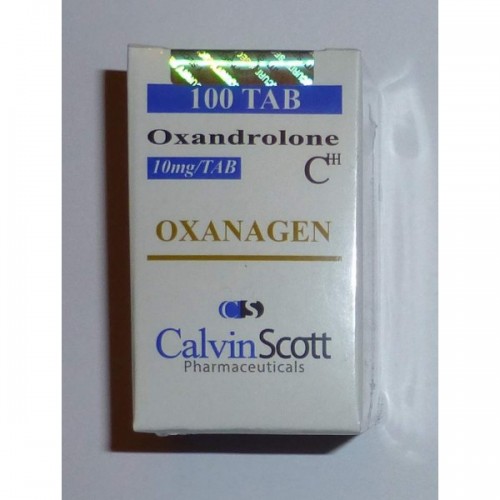 100 TAB
Oxandrolone
10mg/TAB
CIII
OXANAGEN
CS
CalvinScott
Pharmaceuticals